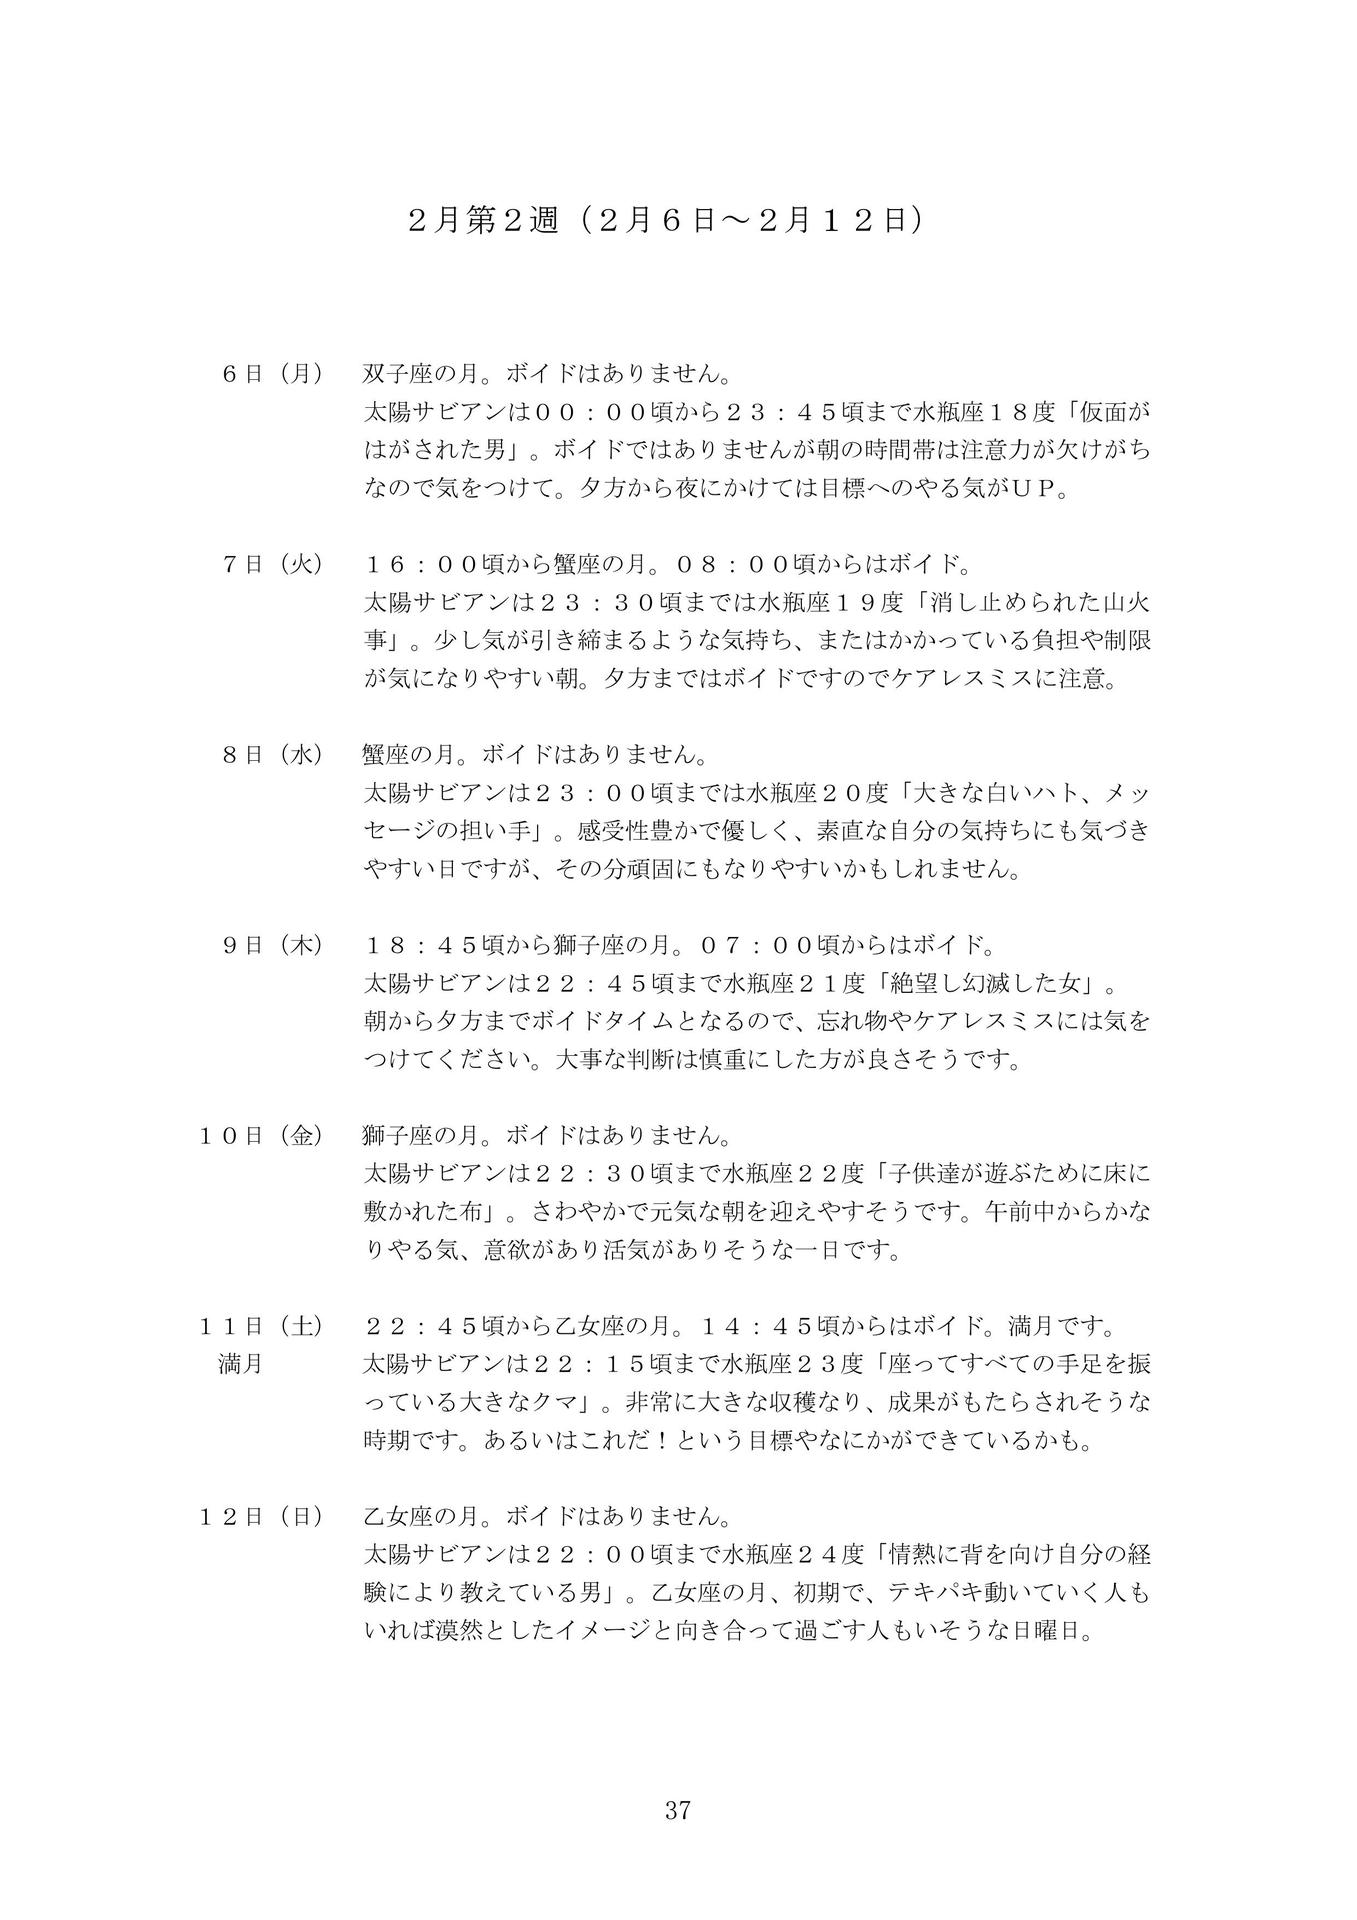 ２月第２週（２月６日～２月１２日）
６日（月）　双子座の月。ボイドはありません。
太陽サビアンは００：００頃から２３：４５頃まで水瓶座１８度「仮面が
はがされた男」。ボイドではありませんが朝の時間帯は注意力が欠けがち
なので気をつけて。夕方から夜にかけては目標へのやる気がＵＰ。
７日（火）　１６：００頃から蟹座の月。０８：００頃からはボイド。
太陽サビアンは２３：３０頃までは水瓶座１９度「消し止められた山火
事」。少し気が引き締まるような気持ち、またはかかっている負担や制限
が気になりやすい朝。夕方まではボイドですのでケアレスミスに注意。
８日（水）　蟹座の月。ボイドはありません。
太陽サビアンは２３：００頃までは水瓶座２０度「大きな白いハト、メッ
セージの担い手」。感受性豊かで優しく、素直な自分の気持ちにも気づき
やすい日ですが、その分頑固にもなりやすいかもしれません。
９日（木）　１８：４５頃から獅子座の月。０７：００頃からはボイド。
太陽サビアンは２２：４５頃まで水瓶座２１度「絶望し幻滅した女」。
朝から夕方までボイドタイムとなるので、忘れ物やケアレスミスには気を
つけてください。大事な判断は慎重にした方が良さそうです。
１０日（金）　獅子座の月。ボイドはありません。
太陽サビアンは２２：３０頃まで水瓶座２２度「子供達が遊ぶために床に
敷かれた布」。さわやかで元気な朝を迎えやすそうです。午前中からかな
りやる気、意欲があり活気がありそうな一日です。
１１日（土）　２２：４５頃から乙女座の月。１４：４５頃からはボイド。満月です。
満月　太陽サビアンは２２：１５頃まで水瓶座２３度「座ってすべての手足を振
っている大きなクマ」。非常に大きな収穫なり、成果がもたらされそうな
時期です。あるいはこれだ！という目標やなにかができているかも。
１２日（日）　乙女座の月。ボイドはありません。
太陽サビアンは２２：００頃まで水瓶座２４度「情熱に背を向け自分の経
験により教えている男」。乙女座の月、初期で、テキパキ動いていく人も
いれば漠然としたイメージと向き合って過ごす人もいそうな日曜日。
37